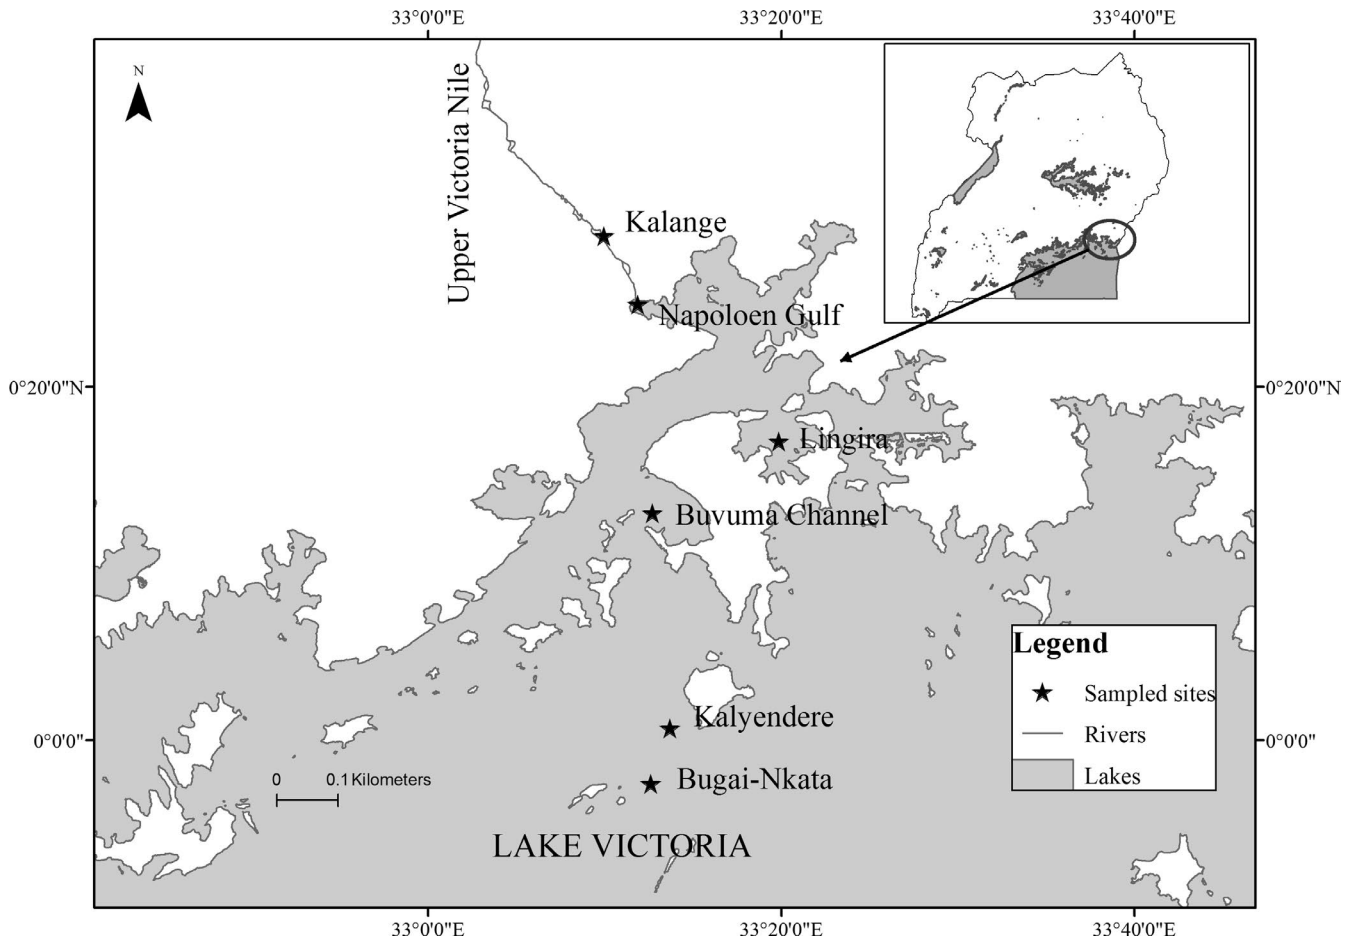 33°0'0"E 33°20'0"E 33°40'0"E
N
Upper Victoria Nile
Kalange
Napoloen Gulf
0°20'0"N 0°20'0"N
Lingira
Buvuma Channel
Legend
Sampled sites
Rivers
Lakes
Kalyendere
0°0'0" 0°0'0"
0 0.1 Kilometers
Bugai-Nkata
LAKE VICTORIA
33°0'0"E 33°20'0"E 33°40'0"E